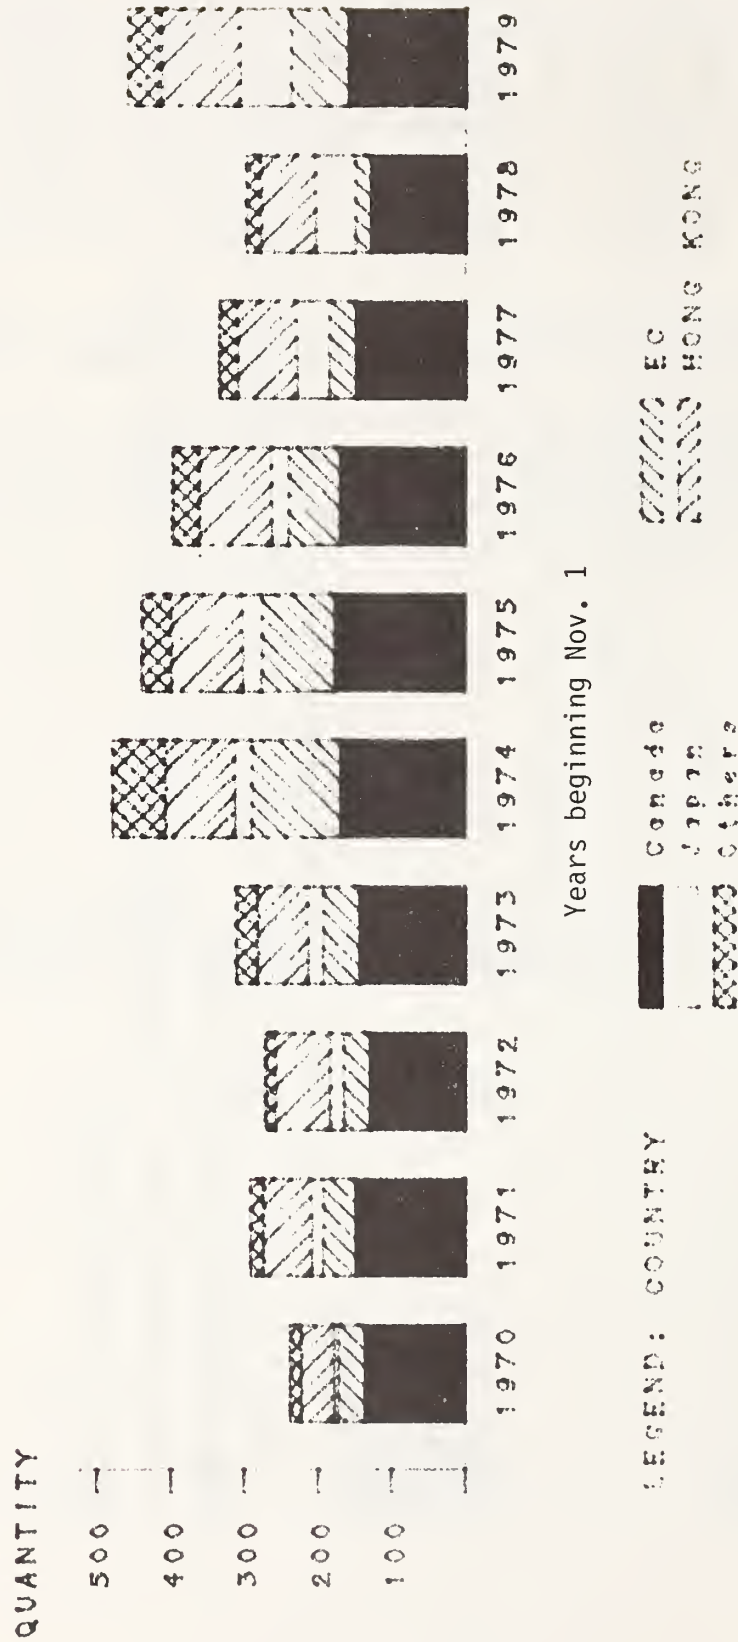 QUANTITY
500
400
300
200
100
1970 1971 1972 1973 1974 1975 1976 1977 1978 1979
Years beginning Nov. 1
LEGEND: COUNTRY Canada EC
Japan HONG KONG
Others